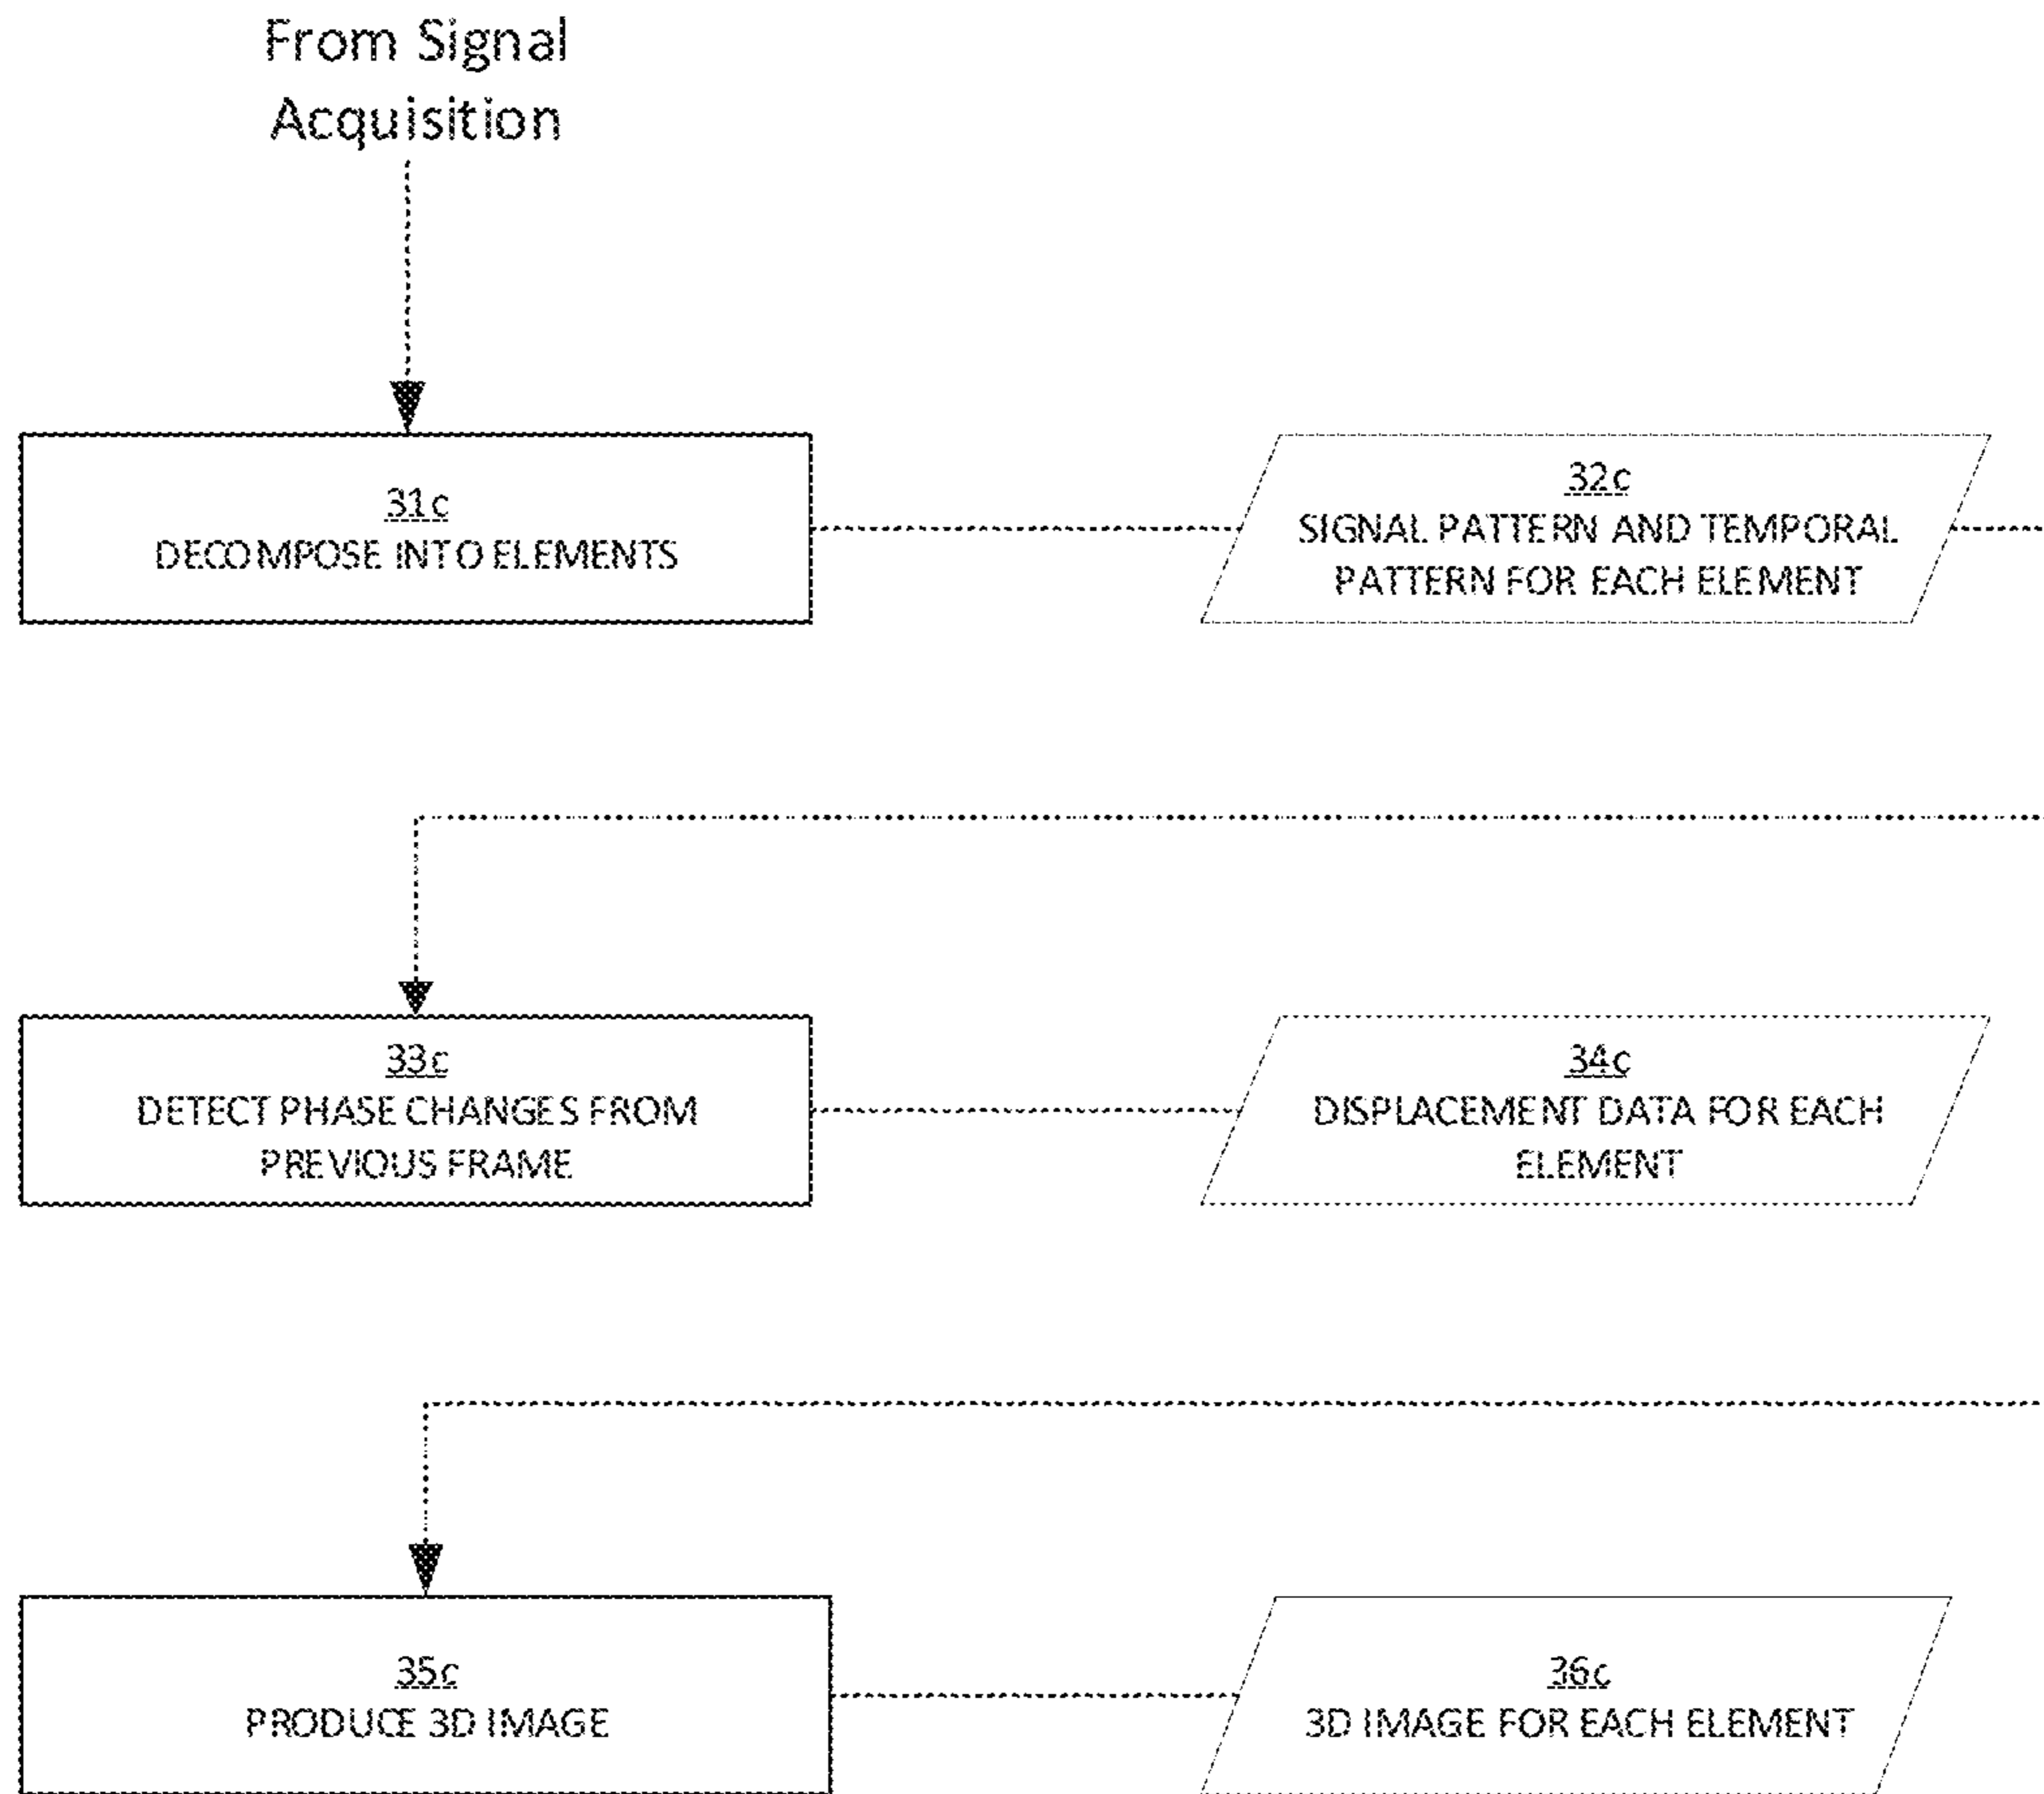 From Signal
Acquisition
31c
DECOMPOSE INTO ELEMENTS
32c
SIGNAL PATTERN AND TEMPORAL
PATTERN FOR EACH ELEMENT
33c
DETECT PHASE CHANGES FROM
PREVIOUS FRAME
34c
DISPLACEMENT DATA FOR EACH
ELEMENT
35c
PRODUCE 3D IMAGE
36c
3D IMAGE FOR EACH ELEMENT